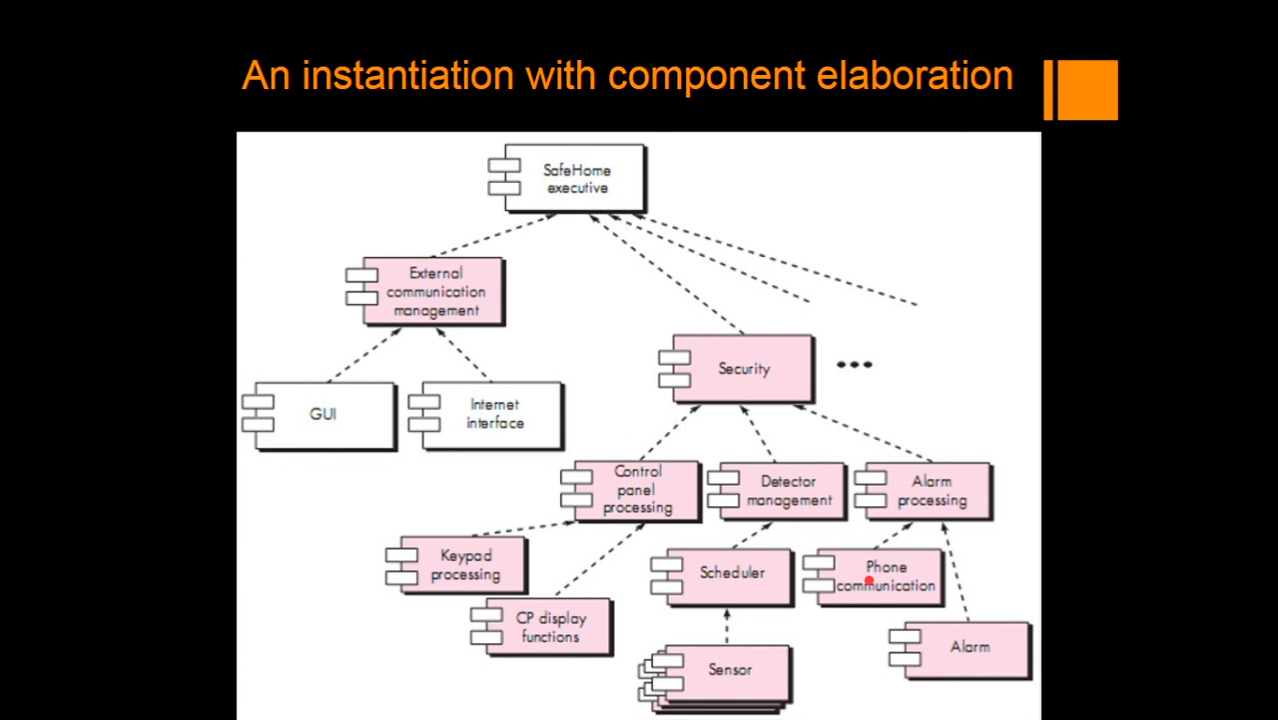 An instantiation with component elaboration
SafeHome
executive
External
communication
management
GUI
Internet
interface
Security
Control
panel
processing
Detector
management
Alarm
processing
Keypad
processing
CP display
functions
Scheduler
Phone
communication
Sensor
Alarm